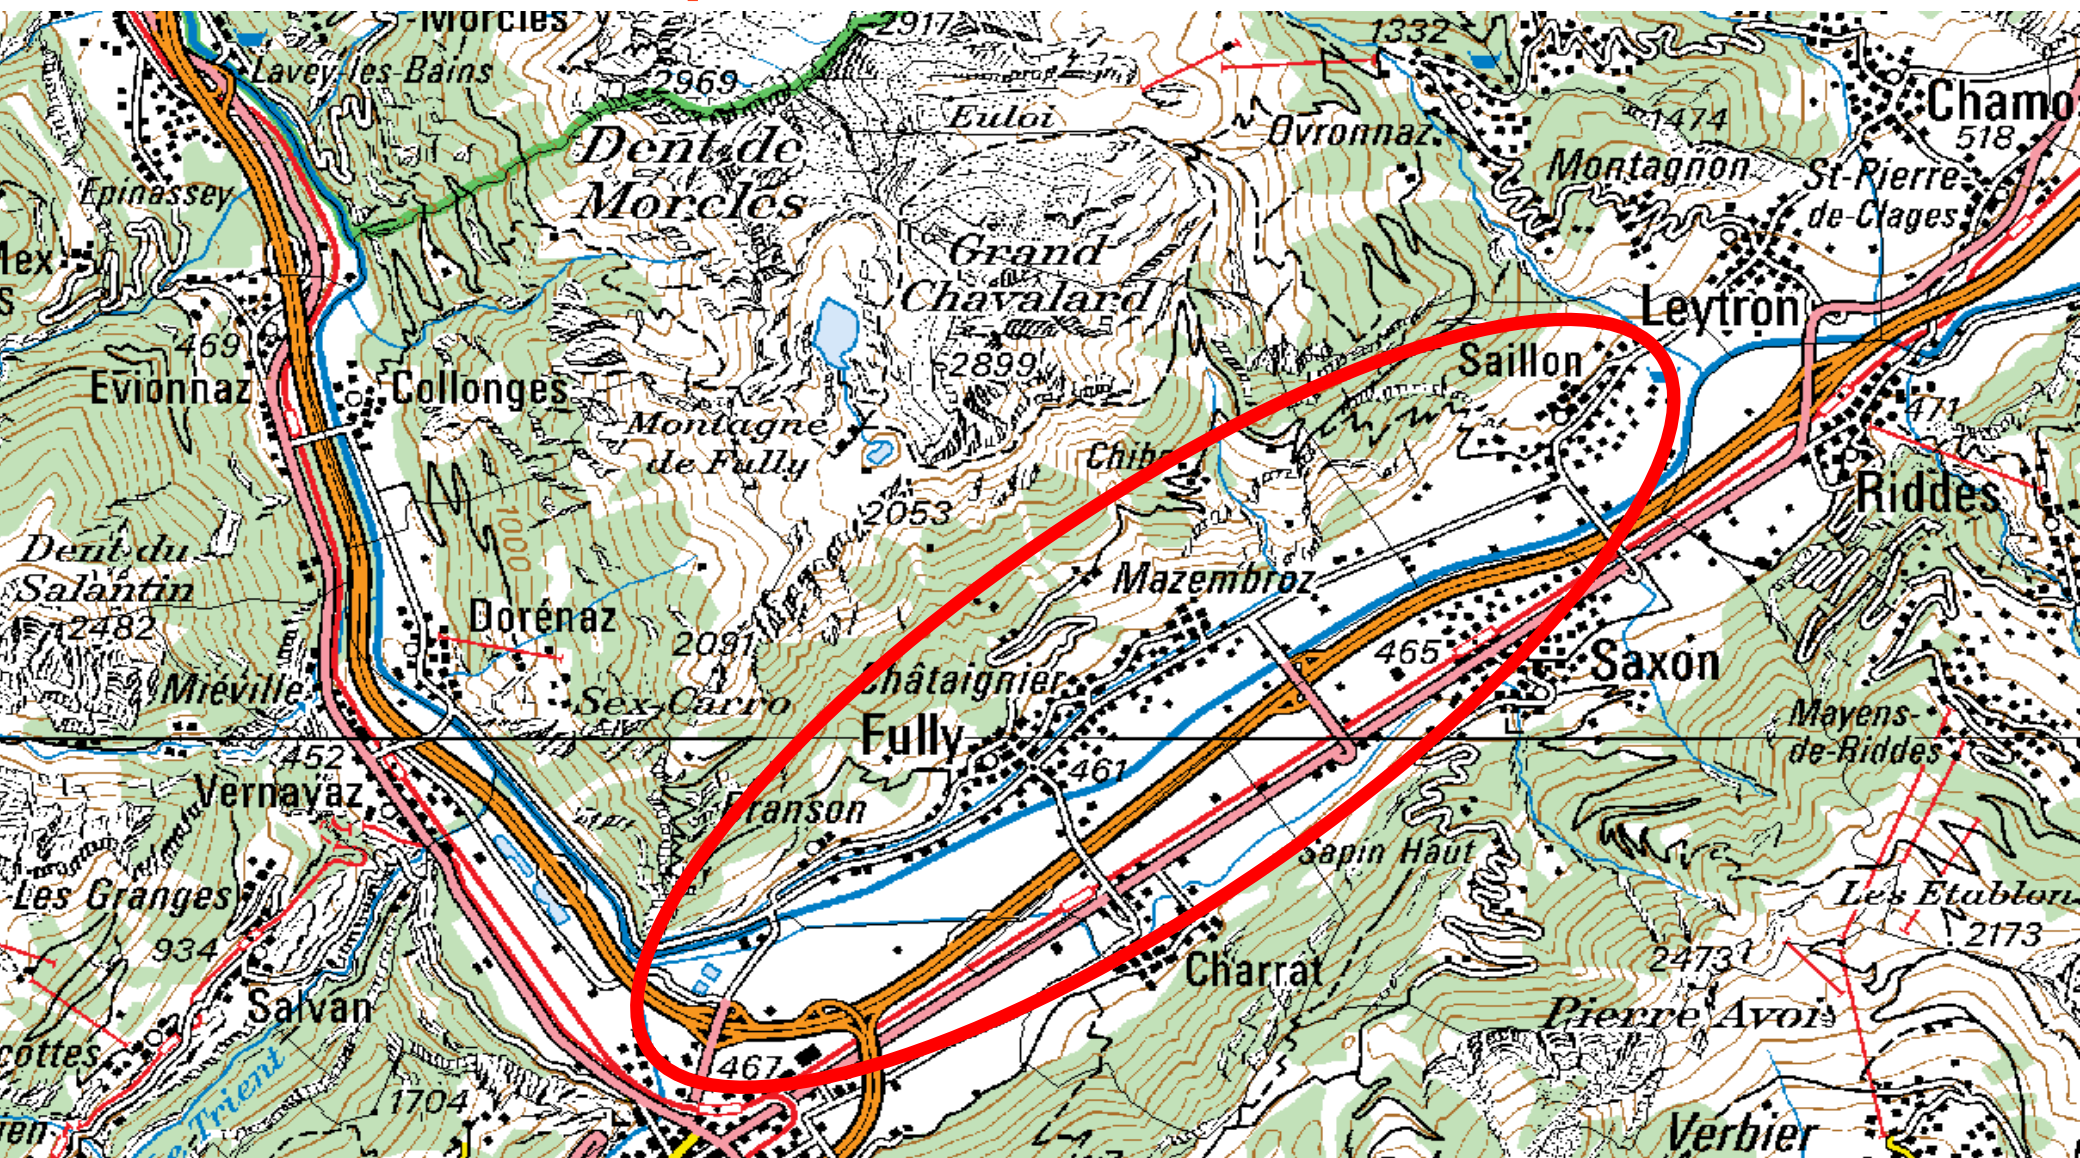 -Morcles
2917
1332
Lavey-les-Bains
2969
Chamo
Euloi
1474
Ovronnaz
518
Dent de
Morcles
Montagnon
St-Pierre-
de-Clages
Epinassey
Grand
Chavalard
Leytron
469
2899
Saillon
Evionnaz
Collonges
Montagne
de Fully
471
2053
Riddes
1000
Dent du
Salantin
2482
Mazembroz
Dorénaz
2091
465
Saxon
Miéville
Sex-Carro
Châtaignier
Fully
Mayens-
de-Riddes
452
461
Vernayaz
Branson
Sapin Haut
Les Granges
Les Etablon
934
2173
2473
Charrat
Salvan
Pierre Avoi
467
1704
Le Trient
Verbier